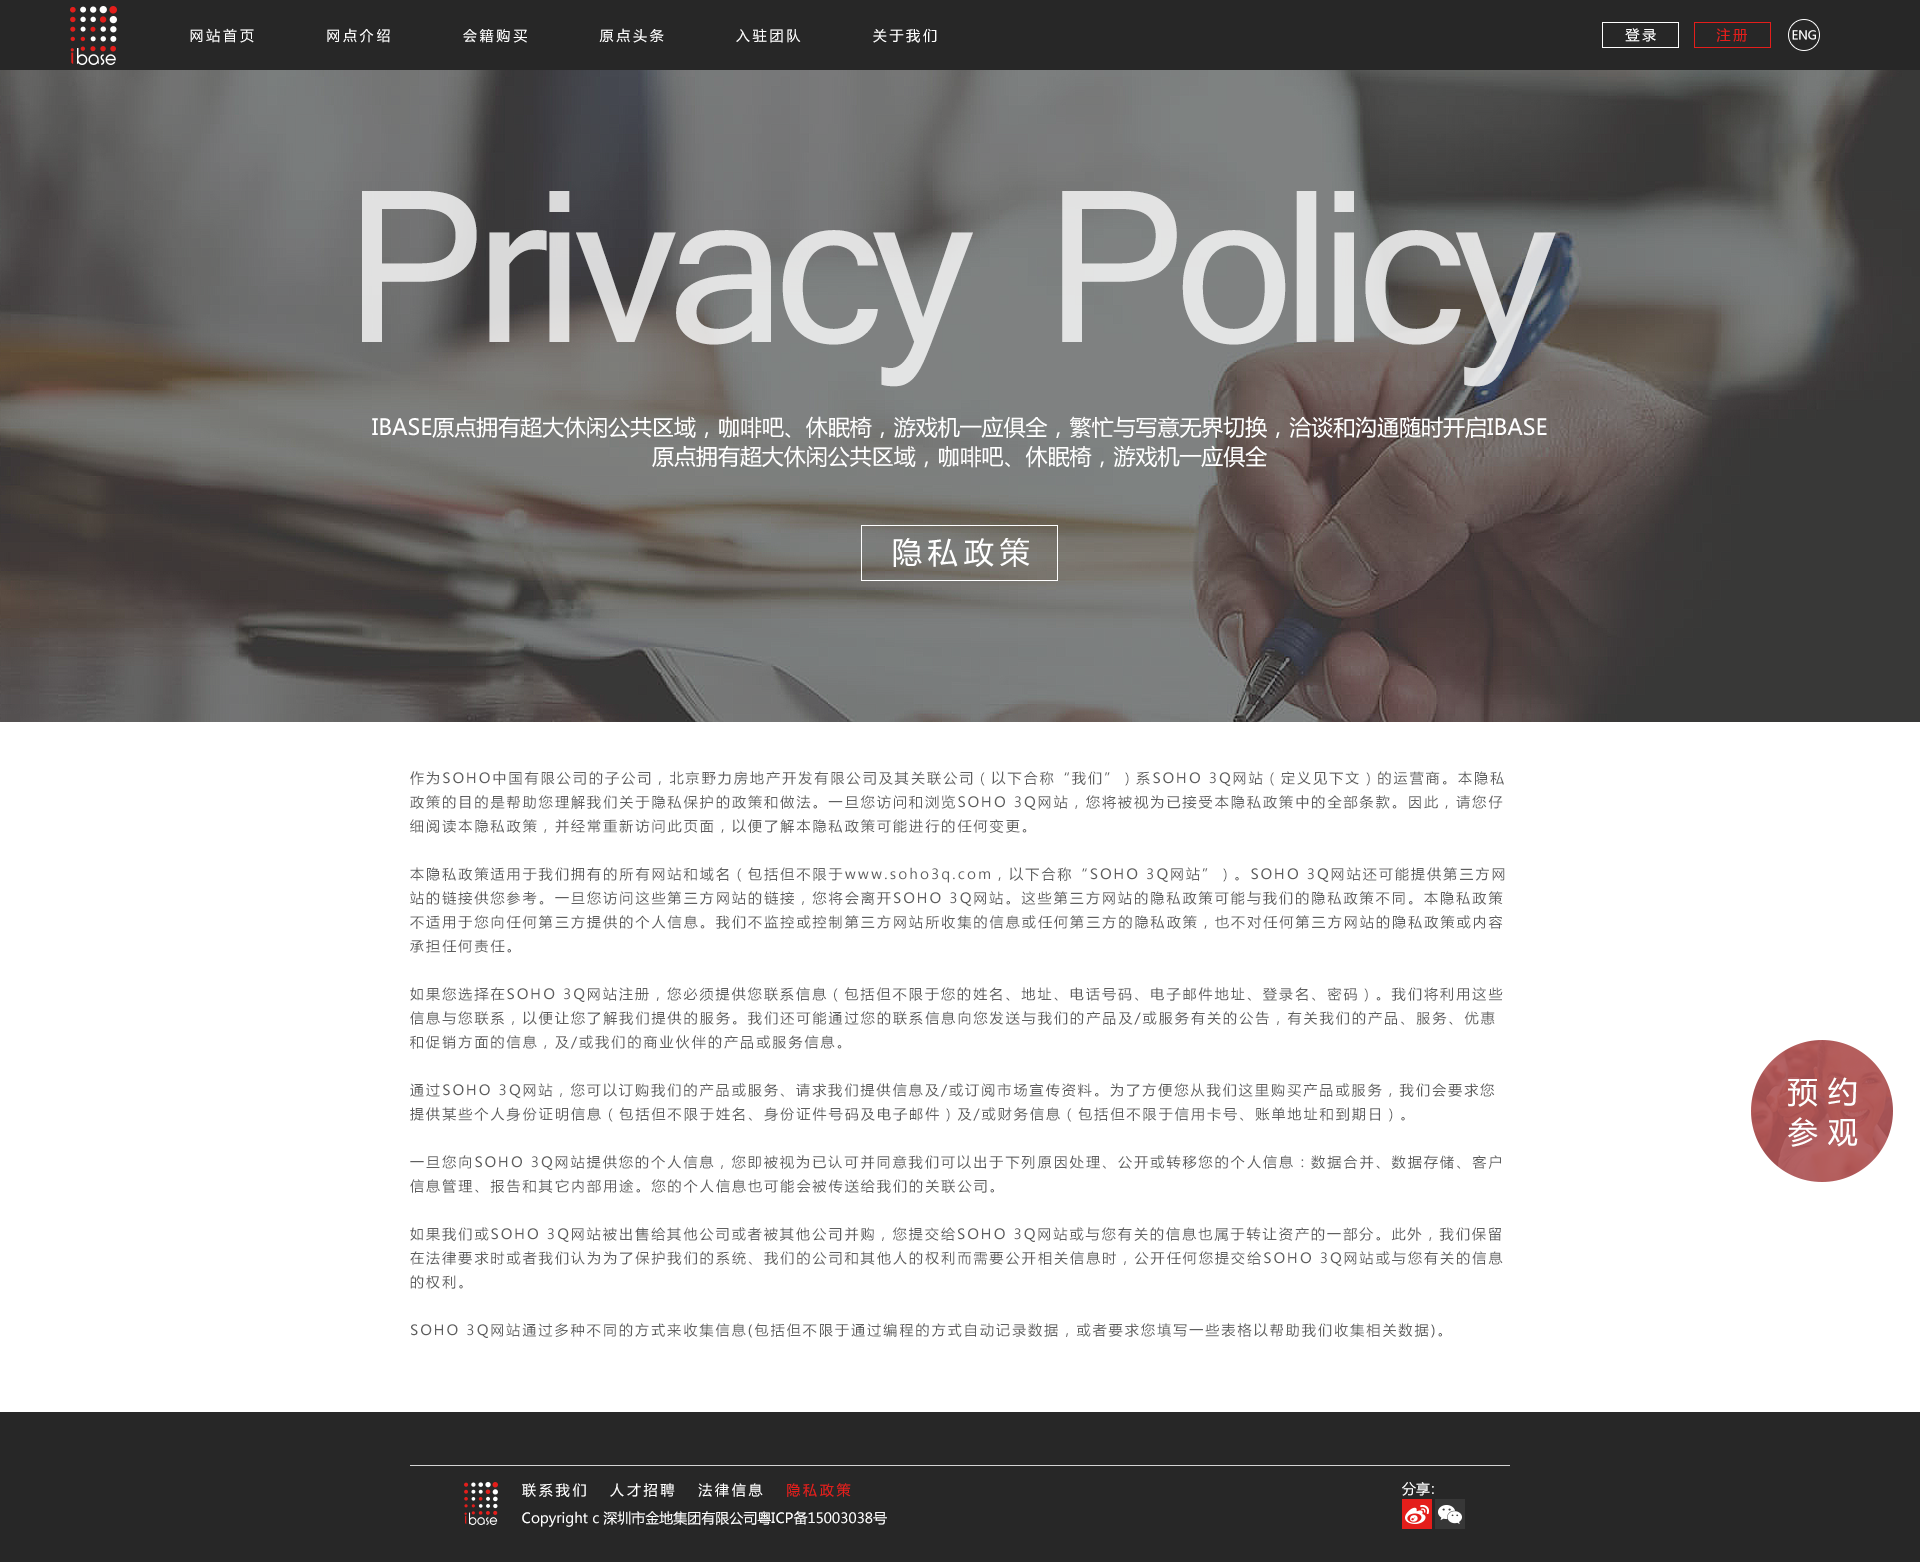 ibase
网站首页
网点介绍
会籍购买
原点头条
入驻团队
关于我们
登录
注册
ENG
Privacy Policy
IBASE原点拥有超大休闲公共区域，咖啡吧、休眠椅，游戏机一应俱全，繁忙与写意无界切换，洽谈和沟通随时开启IBASE
原点拥有超大休闲公共区域，咖啡吧、休眠椅，游戏机一应俱全
隐私政策
作为SOHO中国有限公司的子公司，北京野力房地产开发有限公司及其关联公司（以下合称“我们”）系SOHO 3Q网站（定义见下文）的运营商。本隐私
政策的目的是帮助您理解我们关于隐私保护的政策和做法。一旦您访问和浏览SOHO 3Q网站，您将被视为已接受本隐私政策中的全部条款。因此，请您仔
细阅读本隐私政策，并经常重新访问此页面，以便了解本隐私政策可能进行的任何变更。
本隐私政策适用于我们拥有的所有网站和域名（包括但不限于www.soho3q.com，以下合称“SOHO 3Q网站”）。SOHO 3Q网站还可能提供第三方网
站的链接供您参考。一旦您访问这些第三方网站的链接，您将会离开SOHO 3Q网站。这些第三方网站的隐私政策可能与我们的隐私政策不同。本隐私政策
不适用于您向任何第三方提供的个人信息。我们不监控或控制第三方网站所收集的信息或任何第三方的隐私政策，也不对任何第三方网站的隐私政策或内容
承担任何责任。
如果您选择在SOHO 3Q网站注册，您必须提供您联系信息（包括但不限于您的姓名、地址、电话号码、电子邮件地址、登录名、密码）。我们将利用这些
信息与您联系，以便让您了解我们提供的服务。我们还可能通过您的联系信息向您发送与我们的产品及/或服务有关的公告，有关我们的产品、服务、优惠
和促销方面的信息，及/或我们的商业伙伴的产品或服务信息。
通过SOHO 3Q网站，您可以订购我们的产品或服务、请求我们提供信息及/或订阅市场宣传资料。为了方便您从我们这里购买产品或服务，我们会要求您
提供某些个人身份证明信息（包括但不限于姓名、身份证件号码及电子邮件）及/或财务信息（包括但不限于信用卡号、账单地址和到期日）。
一旦您向SOHO 3Q网站提供您的个人信息，您即被视为已认可并同意我们可以出于下列原因处理、公开或转移您的个人信息：数据合并、数据存储、客户
信息管理、报告和其它内部用途。您的个人信息也可能会被传送给我们的关联公司。
如果我们或SOHO 3Q网站被出售给其他公司或者被其他公司并购，您提交给SOHO 3Q网站或与您有关的信息也属于转让资产的一部分。此外，我们保留
在法律要求时或者我们认为为了保护我们的系统、我们的公司和其他人的权利而需要公开相关信息时，公开任何您提交给SOHO 3Q网站或与您有关的信息
的权利。
SOHO 3Q网站通过多种不同的方式来收集信息(包括但不限于通过编程的方式自动记录数据，或者要求您填写一些表格以帮助我们收集相关数据)。
预约
参观
ibase
联系我们
人才招聘
法律信息
隐私政策
Copyright c 深圳市金地集团有限公司粤ICP备15003038号
分享: